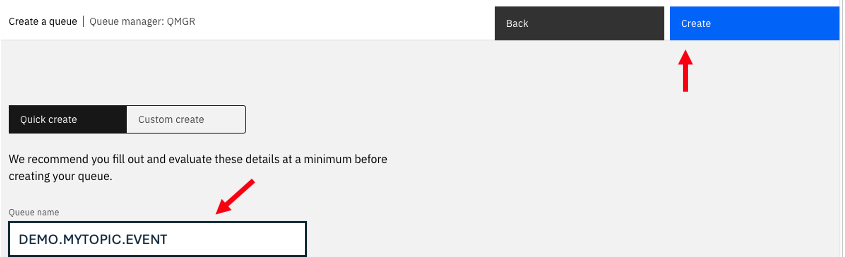 Create a queue | Queue manager: QMGR
Back
Create
Quick create
Custom create
We recommend you fill out and evaluate these details at a minimum before
creating your queue.
Queue name
DEMO.MYTOPIC.EVENT